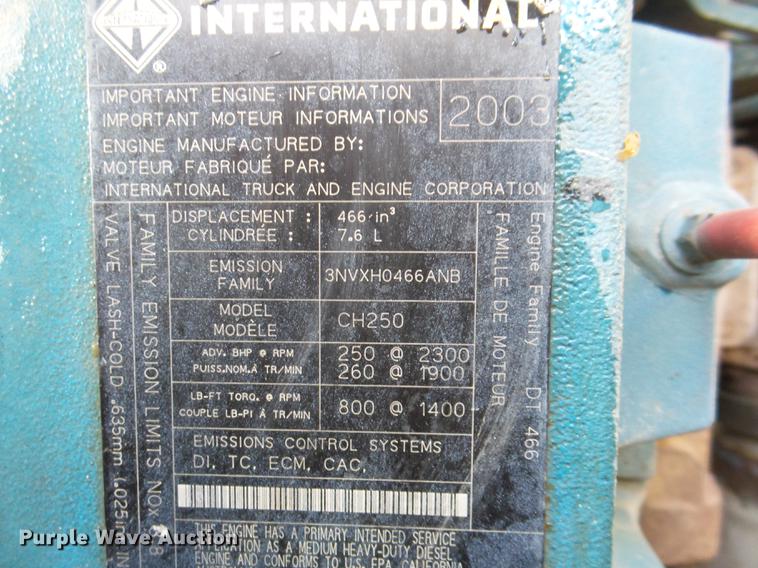 INTERNATIONAL
®
IMPORTANT ENGINE INFORMATION
IMPORTANT MOTEUR INFORMATIONS
2003
ENGINE MANUFACTURED BY:
MOTEUR FABRIQUÉ PAR:
INTERNATIONAL TRUCK AND ENGINE CORPORATION
DISPLACEMENT : 466/in³
CYLINDRÉE : 7.6 L
EMISSION FAMILY 3NVXH0466ANB
MODEL MODÈLE CH250
ADV. BHP @ RPM 250 @ 2300
PUISS.NOM.À TR/MIN 260 @ 1900
LB-FT TORQ. @ RPM
COUPLE LB-PI À TR/MIN 800 @ 1400
EMISSIONS CONTROL SYSTEMS
DI, TC, ECM, CAC,
THIS ENGINE HAS A PRIMARY INTENDED SERVICE
APPLICATION AS A MEDIUM HEAVY-DUTY DIESEL
ENGINE AND CONFORMS TO U.S. EPA, CALIFORNIA
VALVE LASH-COLD .635mm (.025in)
FAMILY EMISSION LIMITS NOX
Engine Family DT 466
FAMILLE DE MOTEUR
Purple Wave Auction